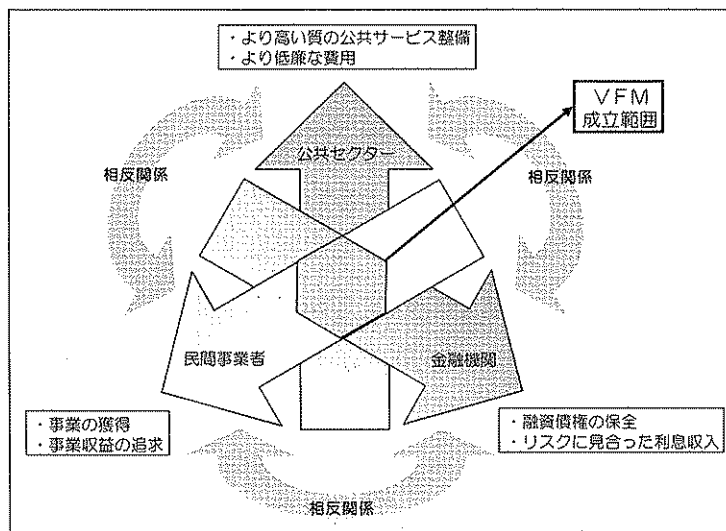 ・より高い質の公共サービス整備
・より低廉な費用
VFM
成立範囲
公共セクター
相反関係
相反関係
民間事業者
金融機関
・事業の獲得
・事業収益の追求
・融資債権の保全
・リスクに見合った利息収入
相反関係